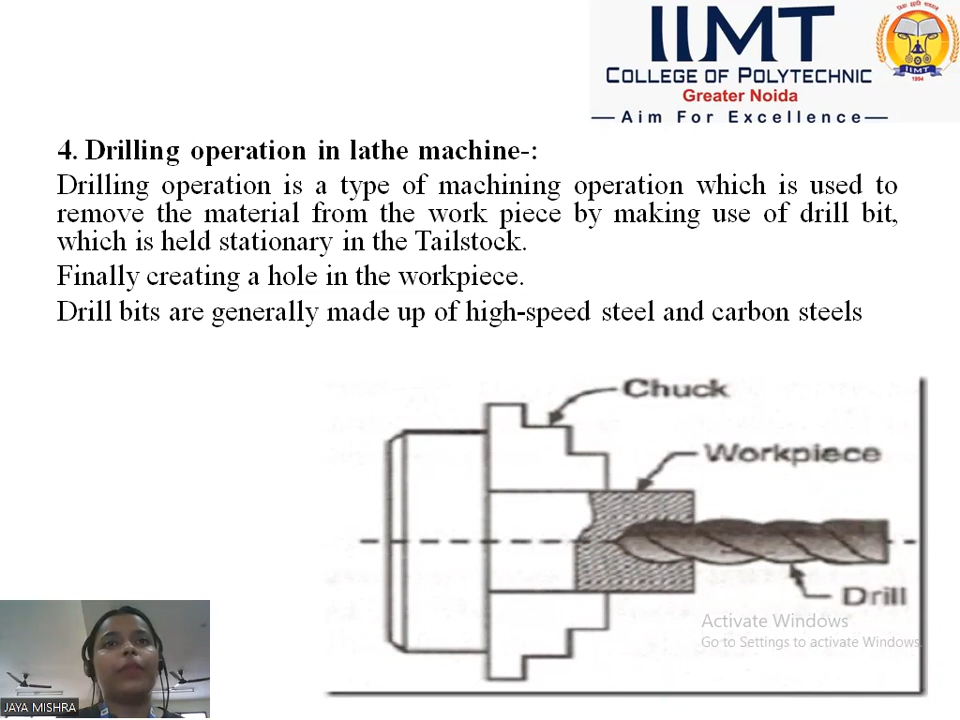 IIMT
COLLEGE OF POLYTECHNIC
Greater Noida
— Aim For Excellence —
IIMT
1994
4. Drilling operation in lathe machine-:
Drilling operation is a type of machining operation which is used to
remove the material from the work piece by making use of drill bit,
which is held stationary in the Tailstock.
Finally creating a hole in the workpiece.
Drill bits are generally made up of high-speed steel and carbon steels
Chuck
Workpiece
Drill
Activate Windows
Go to Settings to activate Windows.
JAYA MISHRA